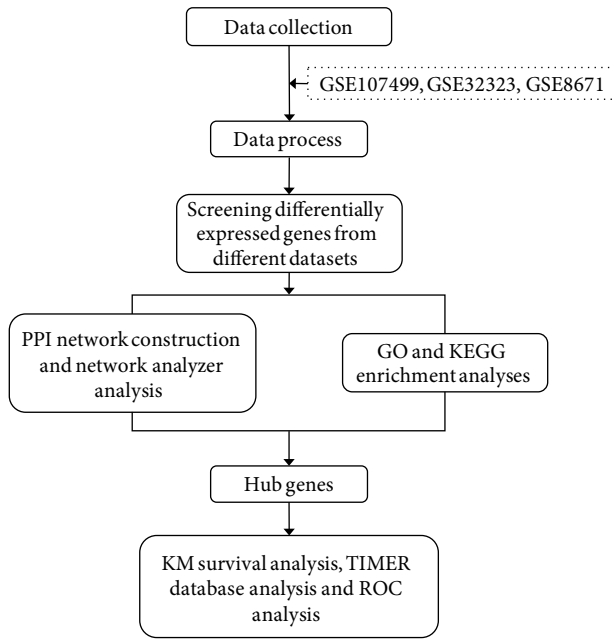 Data collection
GSE107499, GSE32323, GSE8671
Data process
Screening differentially
expressed genes from
different datasets
PPI network construction
and network analyzer
analysis
GO and KEGG
enrichment analyses
Hub genes
KM survival analysis, TIMER
database analysis and ROC
analysis